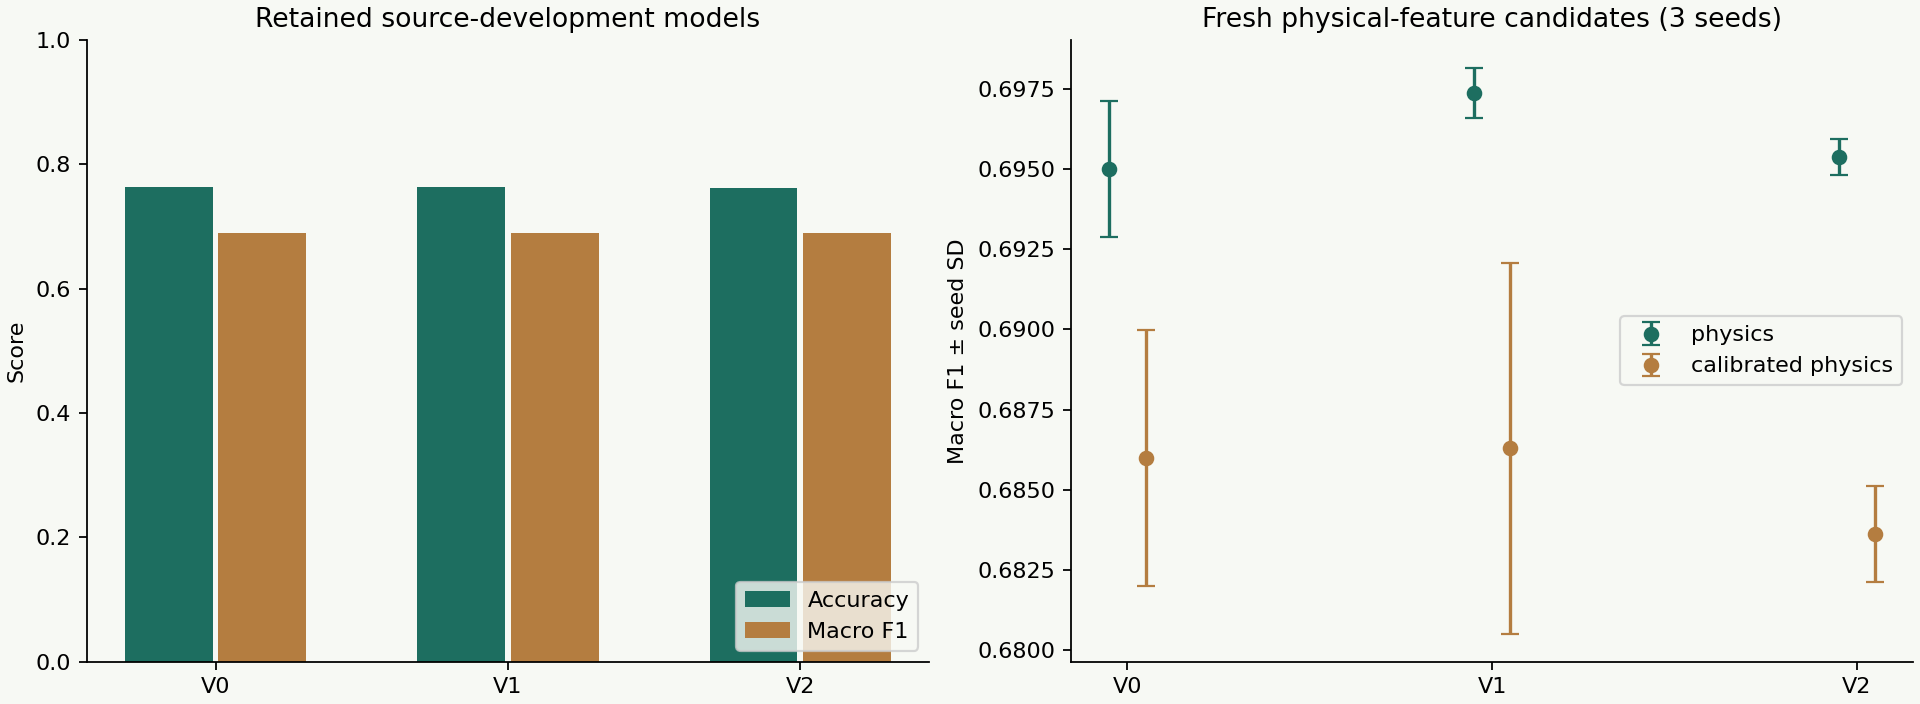 Retained source-development models
Score
1.0
0.8
0.6
0.4
0.2
0.0
V0
V1
V2
Accuracy
Macro F1
Fresh physical-feature candidates (3 seeds)
Macro F1 ± seed SD
0.6975
0.6950
0.6925
0.6900
0.6875
0.6850
0.6825
0.6800
V0
V1
V2
physics
calibrated physics